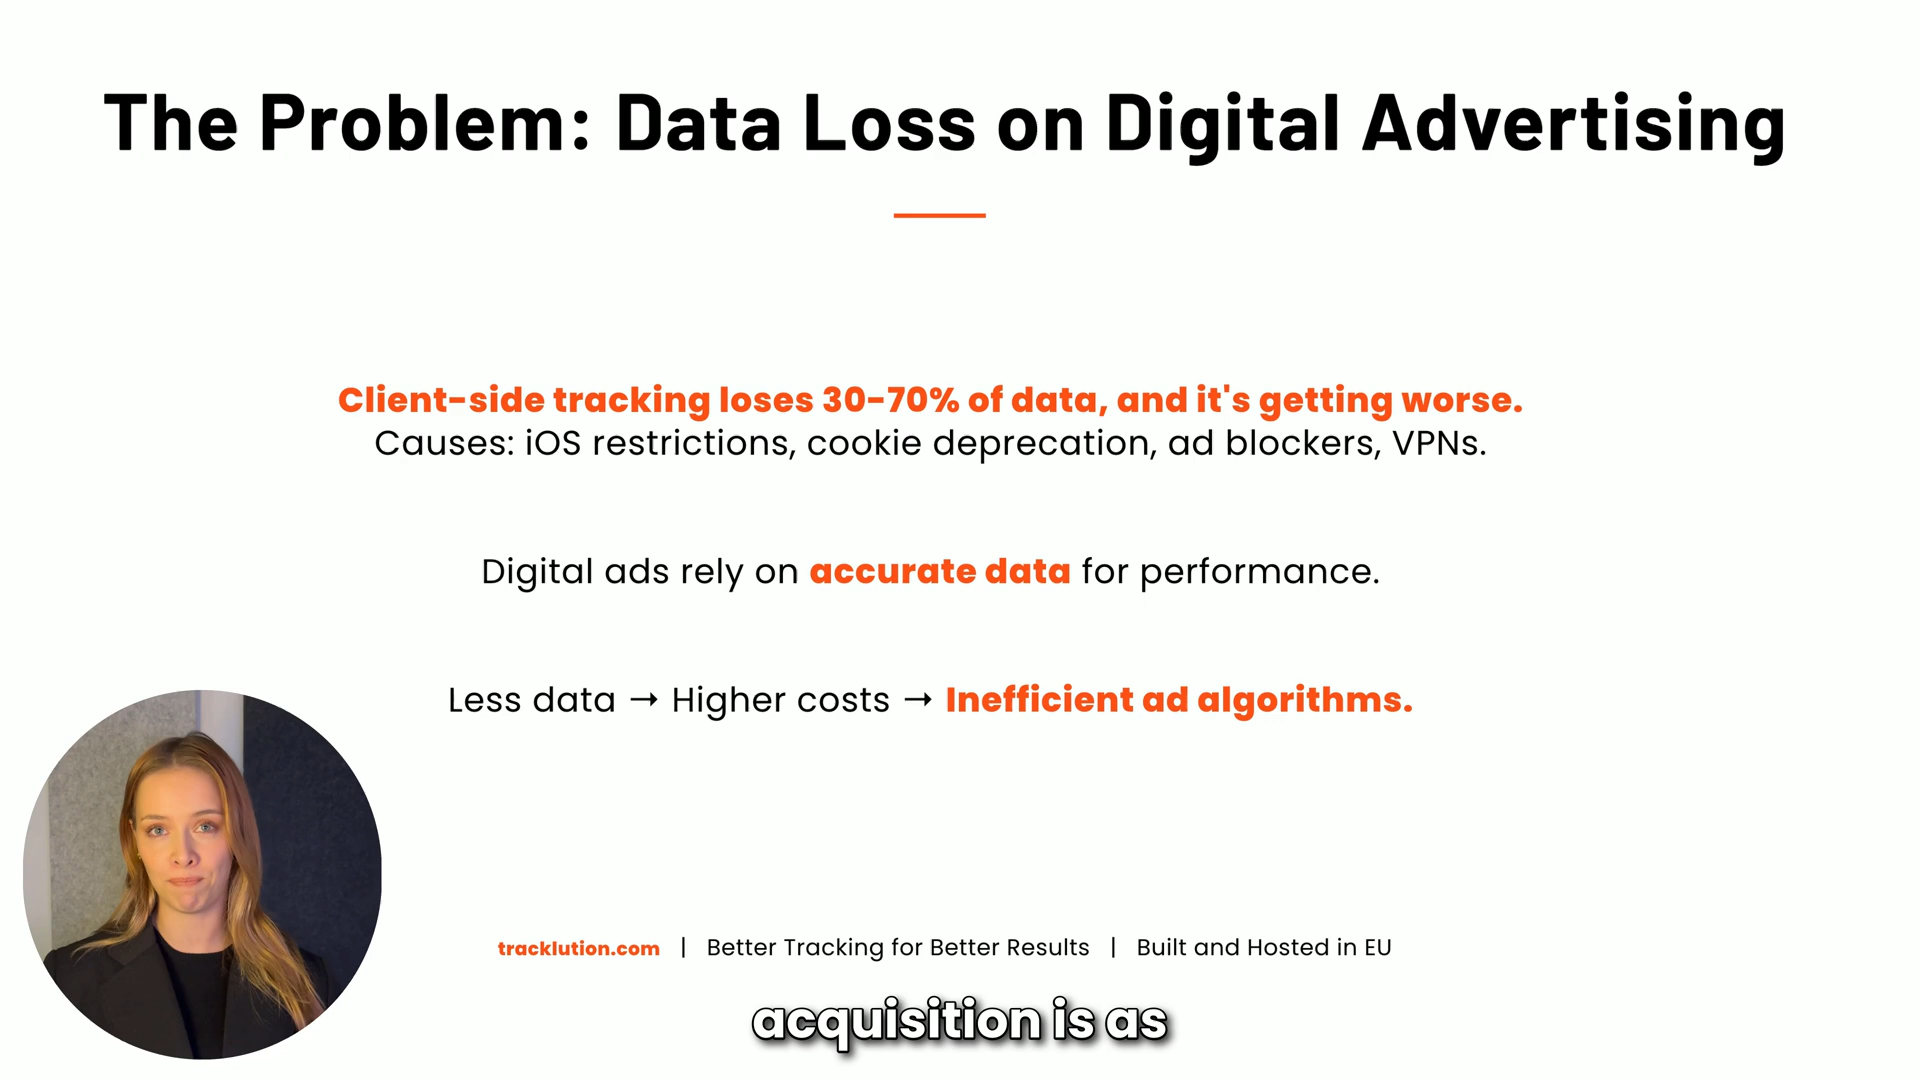 The Problem: Data Loss on Digital Advertising
Client-side tracking loses 30-70% of data, and it's getting worse.
Causes: iOS restrictions, cookie deprecation, ad blockers, VPNs.
Digital ads rely on accurate data for performance.
Less data → Higher costs → Inefficient ad algorithms.
tracklution.com | Better Tracking for Better Results | Built and Hosted in EU
acquisition is as